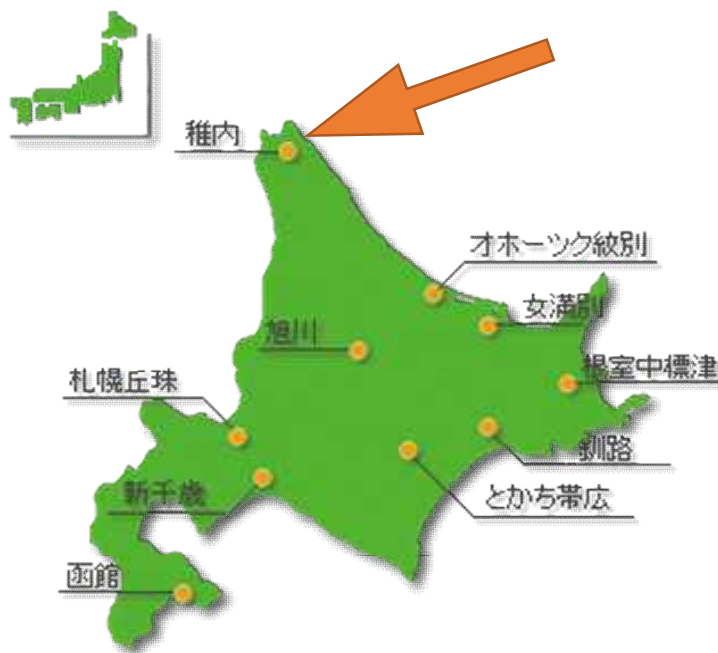 稚内
オホーツク紋別
女満別
旭川
根室中標津
札幌丘珠
釧路
新千歳
とかち帯広
函館